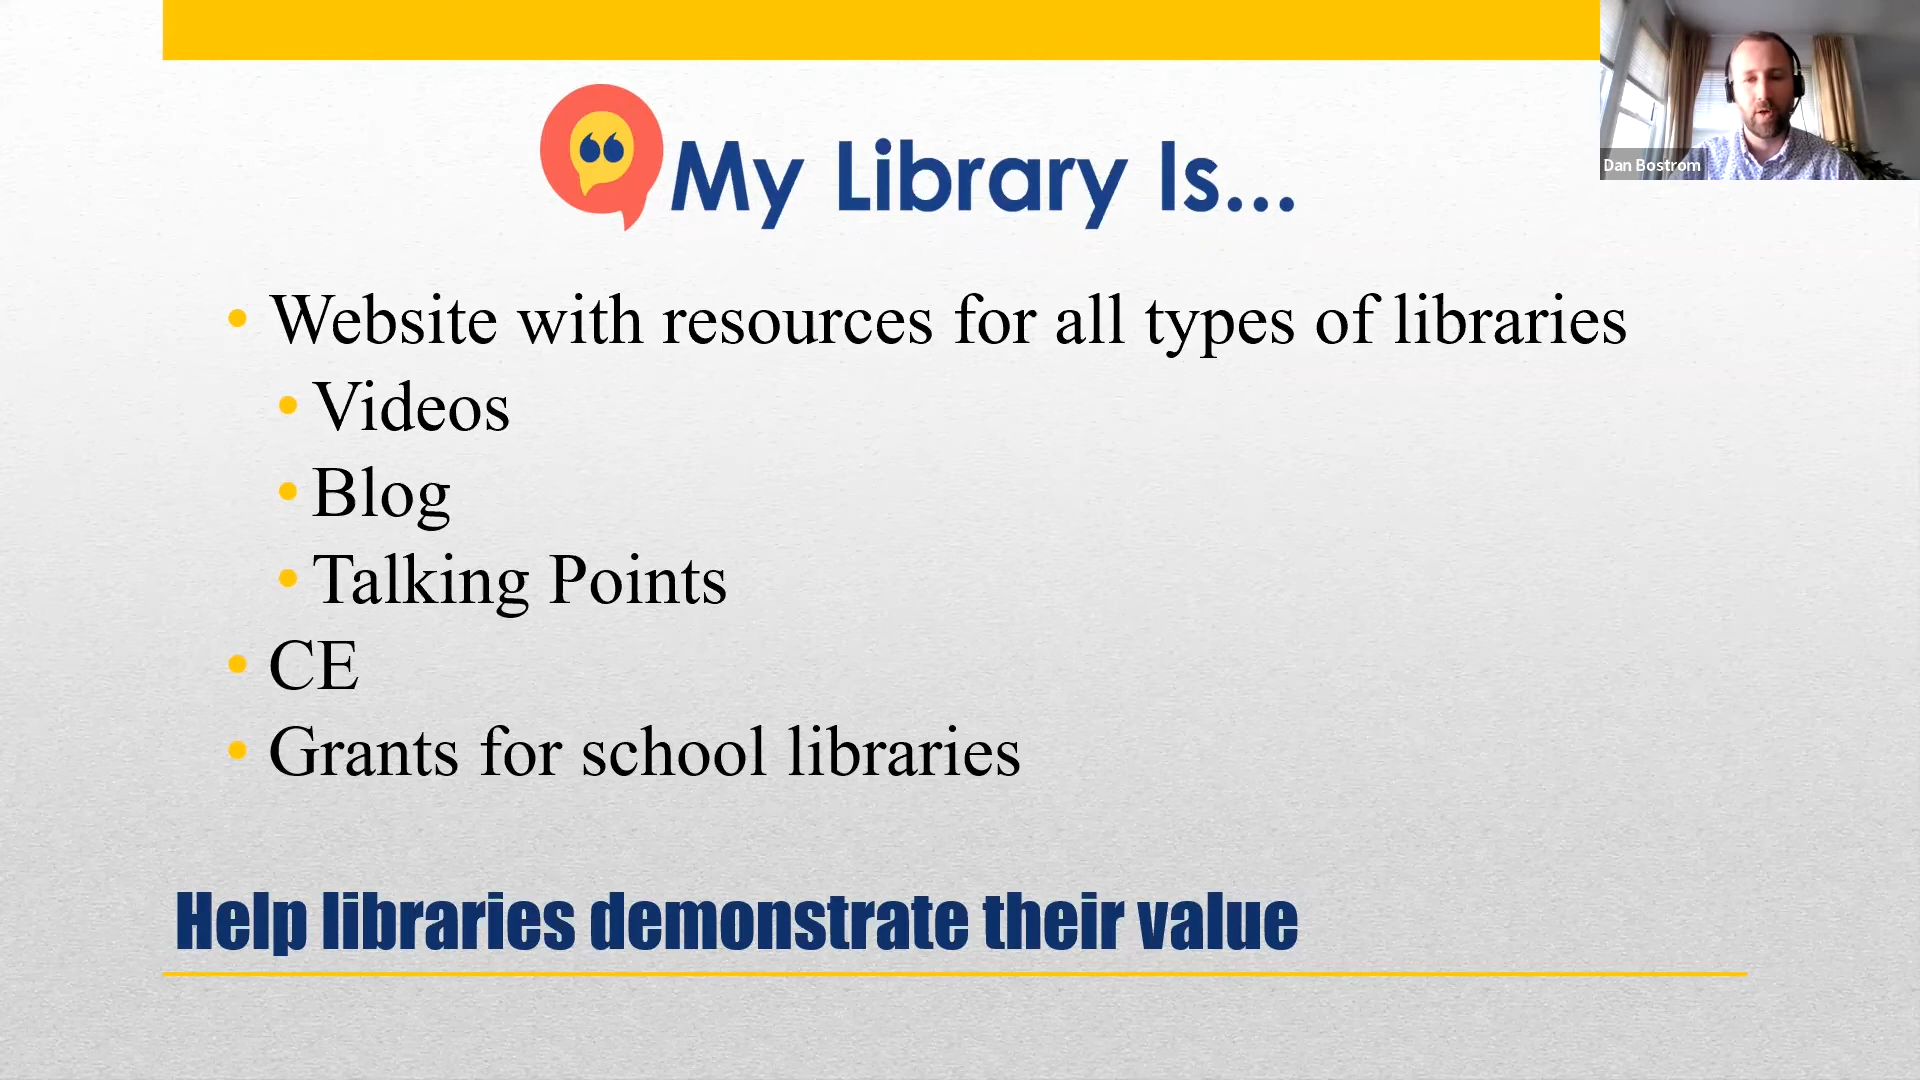 My Library Is...
Dan Bostrom
Website with resources for all types of libraries
Videos
Blog
Talking Points
CE
Grants for school libraries
Help libraries demonstrate their value